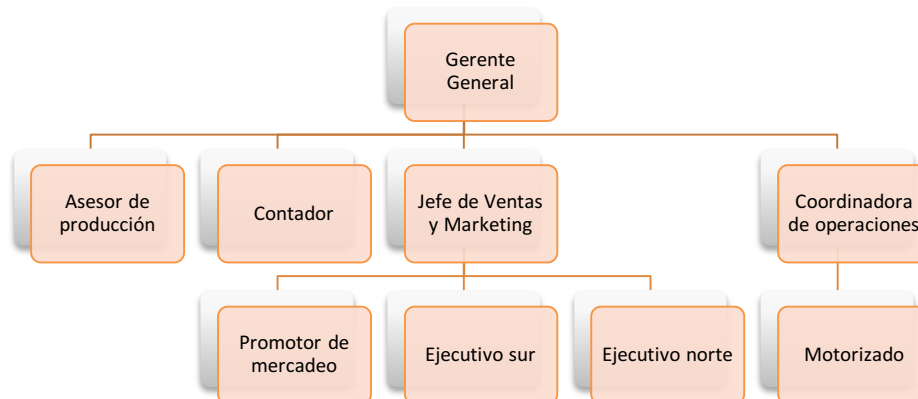 Gerente
General
Asesor de
producción
Contador
Jefe de Ventas
y Marketing
Coordinadora
de operaciones
Promotor de
mercadeo
Ejecutivo sur
Ejecutivo norte
Motorizado